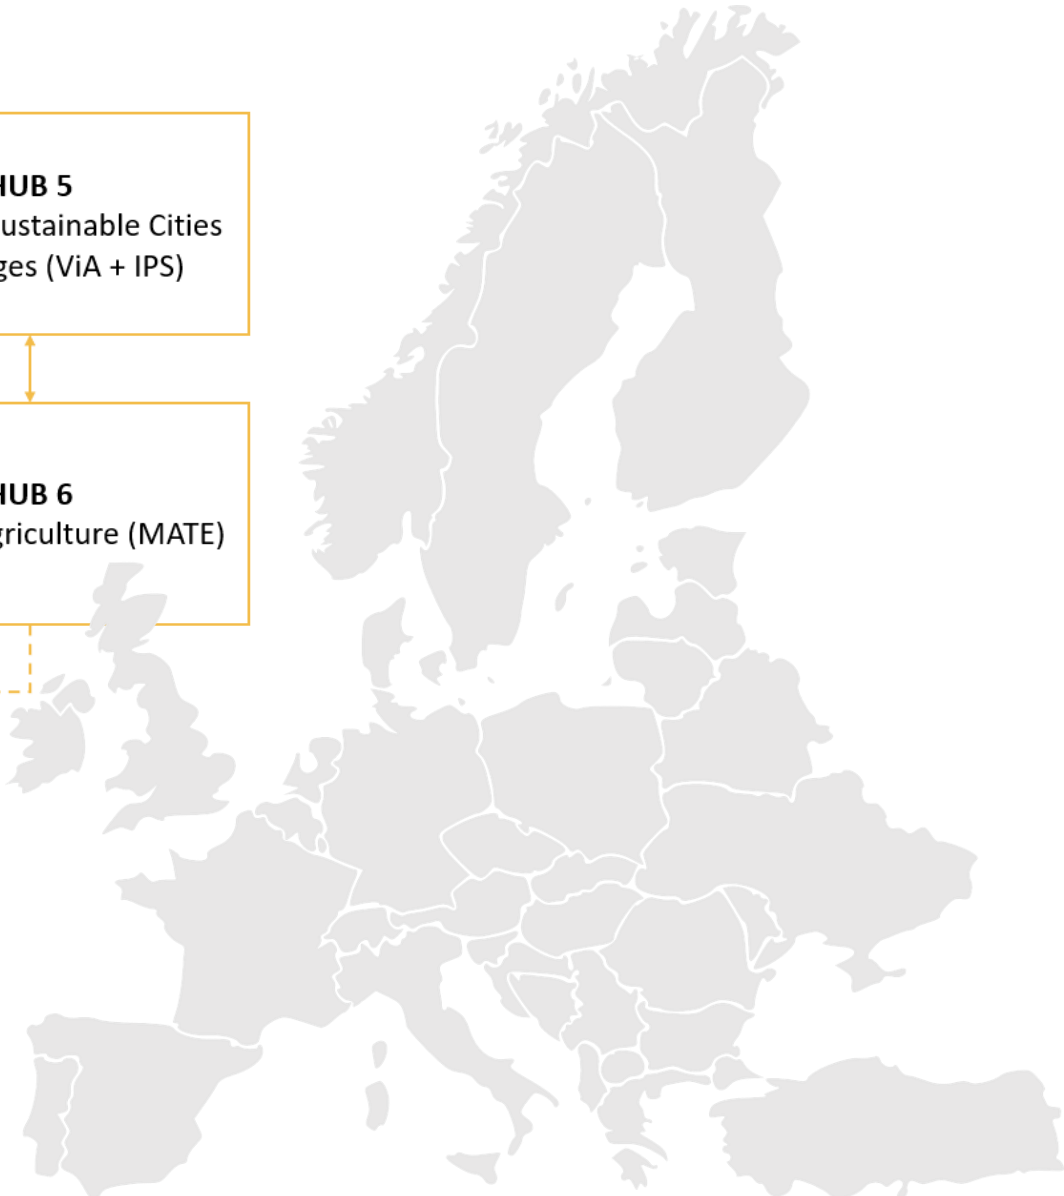 HUB 5
ustainable Cities
ges (ViA + IPS)
HUB 6
griculture (MATE)